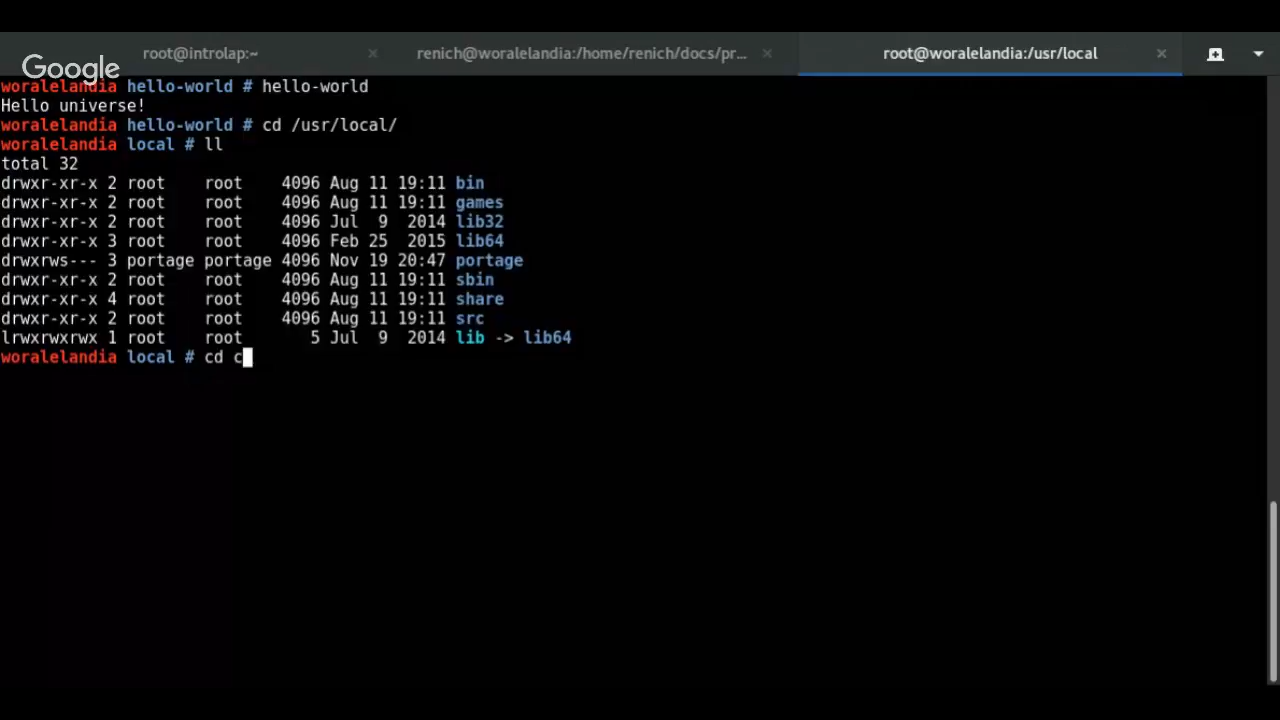 root@introlap:~ × renich@woralelandia:/home/renich/docs/pr... × root@woralelandia:/usr/local ×
Google
woralelandia hello-world # hello-world
Hello universe!
woralelandia hello-world # cd /usr/local/
woralelandia local # ll
total 32
drwxr-xr-x 2 root    root    4096 Aug 11 19:11 bin
drwxr-xr-x 2 root    root    4096 Aug 11 19:11 games
drwxr-xr-x 2 root    root    4096 Jul  9  2014 lib32
drwxr-xr-x 3 root    root    4096 Feb 25  2015 lib64
drwxrws--- 3 portage portage 4096 Nov 19 20:47 portage
drwxr-xr-x 2 root    root    4096 Aug 11 19:11 sbin
drwxr-xr-x 4 root    root    4096 Aug 11 19:11 share
drwxr-xr-x 2 root    root    4096 Aug 11 19:11 src
lrwxrwxrwx 1 root    root       5 Jul  9  2014 lib -> lib64
woralelandia local # cd c